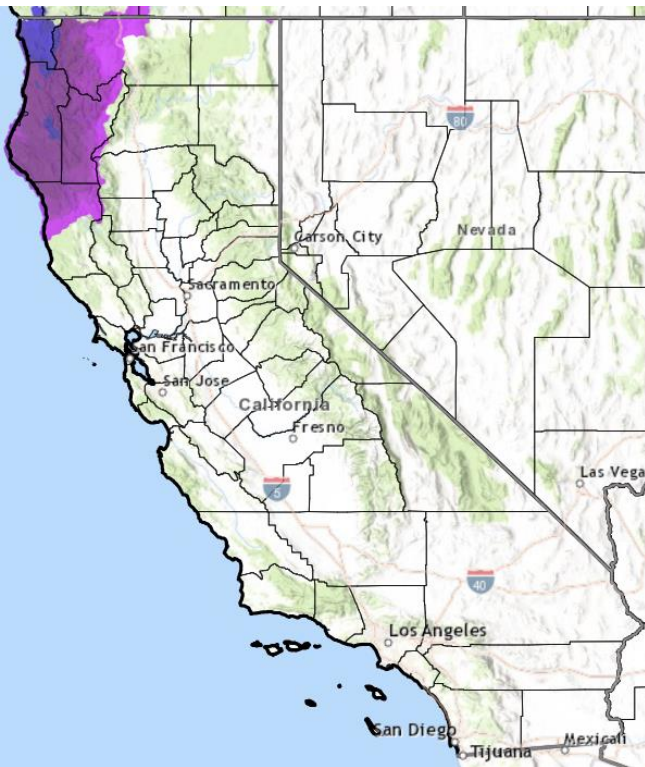 80
Carson City
Nevada
Sacramento
San Francisco
San Jose
California
Fresno
Las Vega
5
40
Los Angeles
San Diego
Tijuana
Mexicali